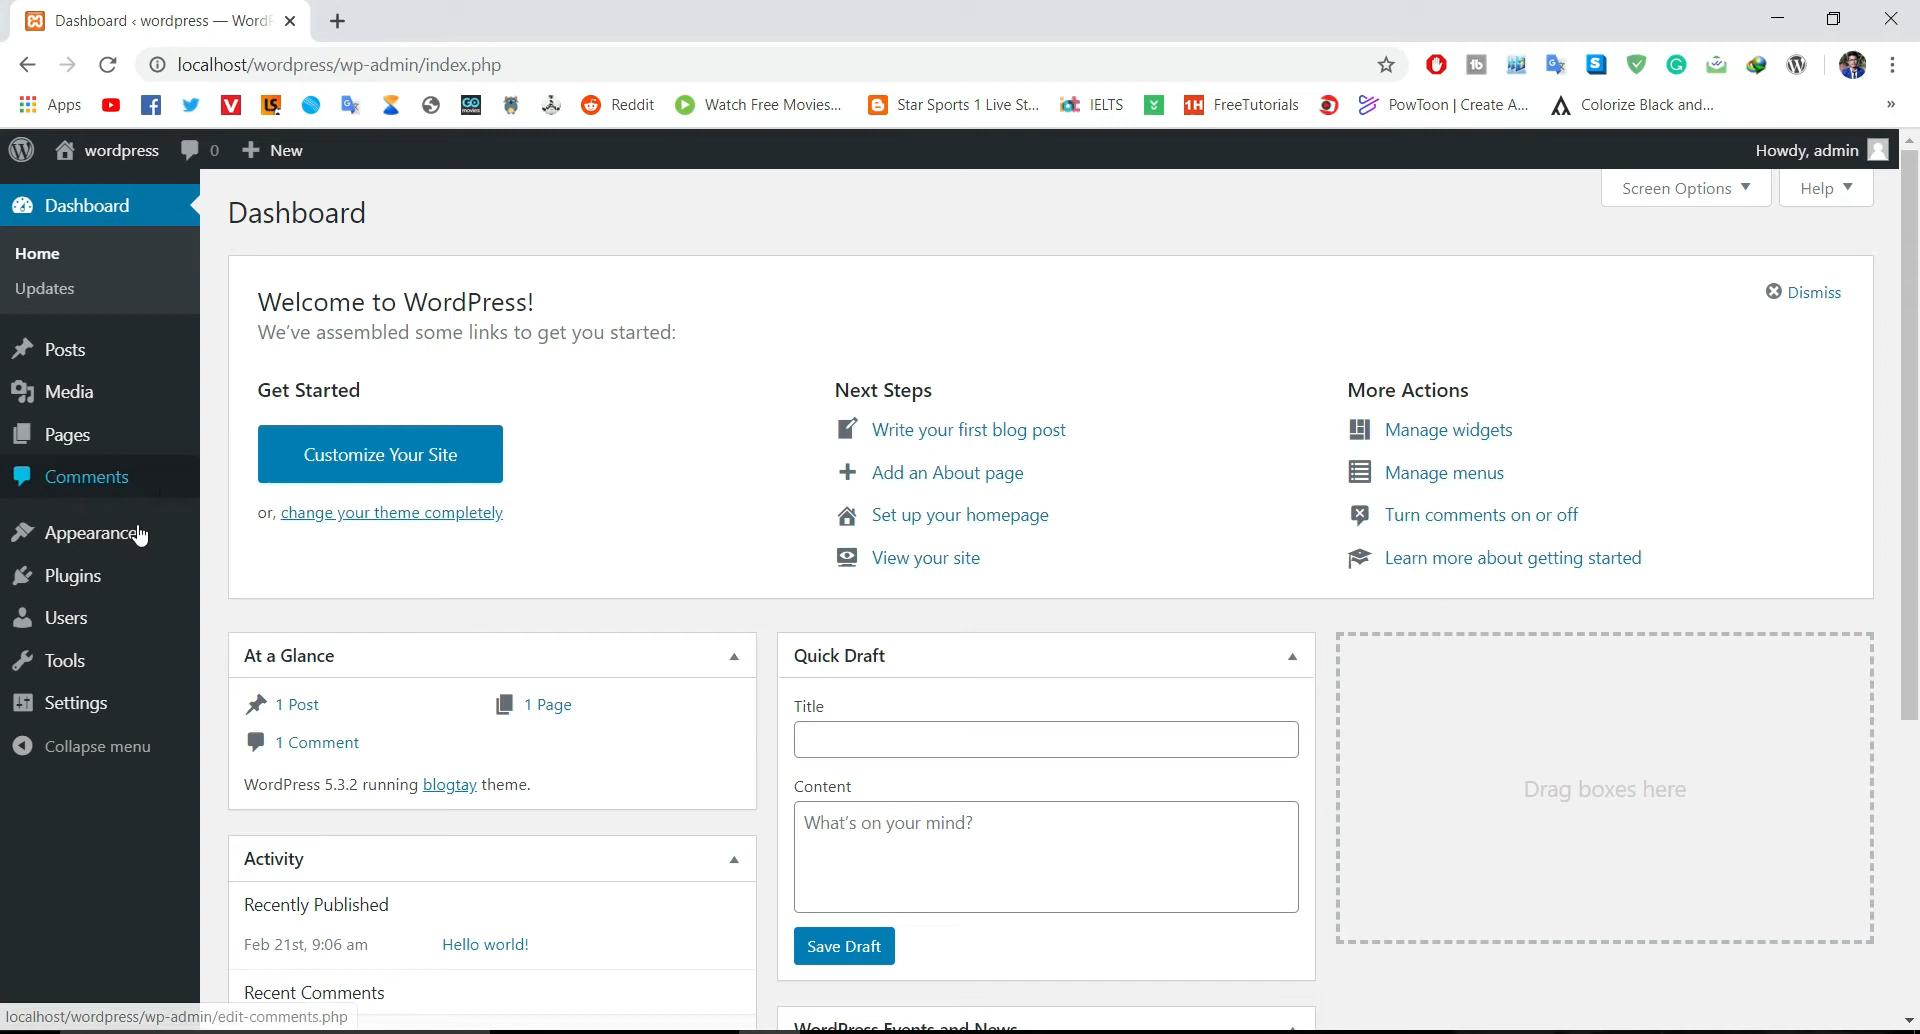 Dashboard ‹ wordpress — WordP
localhost/wordpress/wp-admin/index.php
Apps Reddit Watch Free Movies... Star Sports 1 Live St... IELTS FreeTutorials PowToon | Create A... Colorize Black and... »
wordpress 0 New Howdy, admin
Screen Options Help
Dashboard
Home
Updates
Posts
Media
Pages
Comments
Appearance
Plugins
Users
Tools
Settings
Collapse menu
Dashboard
Welcome to WordPress!
We've assembled some links to get you started:
Dismiss
Get Started
Customize Your Site
or, change your theme completely
Next Steps
Write your first blog post
Add an About page
Set up your homepage
View your site
More Actions
Manage widgets
Manage menus
Turn comments on or off
Learn more about getting started
At a Glance
1 Post 1 Page
1 Comment
WordPress 5.3.2 running blogtay theme.
Activity
Recently Published
Feb 21st, 9:06 am Hello world!
Recent Comments
Quick Draft
Title
Content
What's on your mind?
Save Draft
WordPress Events and News
Drag boxes here
localhost/wordpress/wp-admin/edit-comments.php